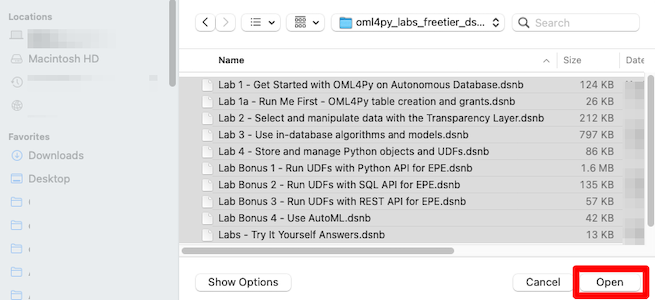 Locations
Macintosh HD
Favorites
Downloads
Desktop
oml4py_labs_freetier_ds...
Search
Name Size Date
Lab 1 - Get Started with OML4Py on Autonomous Database.dsnb 124 KB
Lab 1a - Run Me First - OML4Py table creation and grants.dsnb 26 KB
Lab 2 - Select and manipulate data with the Transparency Layer.dsnb 212 KB
Lab 3 - Use in-database algorithms and models.dsnb 797 KB
Lab 4 - Store and manage Python objects and UDFs.dsnb 86 KB
Lab Bonus 1 - Run UDFs with Python API for EPE.dsnb 1.6 MB
Lab Bonus 2 - Run UDFs with SQL API for EPE.dsnb 135 KB
Lab Bonus 3 - Run UDFs with REST API for EPE.dsnb 57 KB
Lab Bonus 4 - Use AutoML.dsnb 42 KB
Labs - Try It Yourself Answers.dsnb 13 KB
Show Options Cancel Open